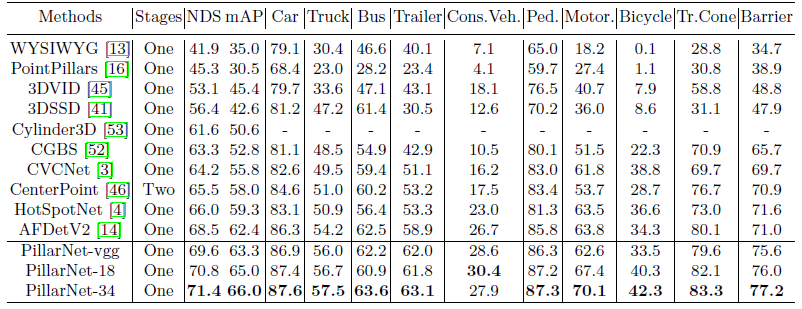 Methods Stages NDS mAP Car Truck Bus Trailer Cons.Veh. Ped. Motor. Bicycle Tr.Cone Barrier
WYSIWYG [13] One 41.9 35.0 79.1 30.4 46.6 40.1 7.1 65.0 18.2 0.1 28.8 34.7
PointPillars [16] One 45.3 30.5 68.4 23.0 28.2 23.4 4.1 59.7 27.4 1.1 30.8 38.9
3DVID [45] One 53.1 45.4 79.7 33.6 47.1 43.1 18.1 76.5 40.7 7.9 58.8 48.8
3DSSD [41] One 56.4 42.6 81.2 47.2 61.4 30.5 12.6 70.2 36.0 8.6 31.1 47.9
Cylinder3D [53] One 61.6 50.6 - - - - - - - - - -
CGBS [52] One 63.3 52.8 81.1 48.5 54.9 42.9 10.5 80.1 51.5 22.3 70.9 65.7
CVCNet [3] One 64.2 55.8 82.6 49.5 59.4 51.1 16.2 83.0 61.8 38.8 69.7 69.7
CenterPoint [46] Two 65.5 58.0 84.6 51.0 60.2 53.2 17.5 83.4 53.7 28.7 76.7 70.9
HotSpotNet [4] One 66.0 59.3 83.1 50.9 56.4 53.3 23.0 81.3 63.5 36.6 73.0 71.6
AFDetV2 [14] One 68.5 62.4 86.3 54.2 62.5 58.9 26.7 85.8 63.8 34.3 80.1 71.0
PillarNet-vgg One 69.6 63.3 86.9 56.0 62.2 62.0 28.6 86.3 62.6 33.5 79.6 75.6
PillarNet-18 One 70.8 65.0 87.4 56.7 60.9 61.8 30.4 87.2 67.4 40.3 82.1 76.0
PillarNet-34 One 71.4 66.0 87.6 57.5 63.6 63.1 27.9 87.3 70.1 42.3 83.3 77.2